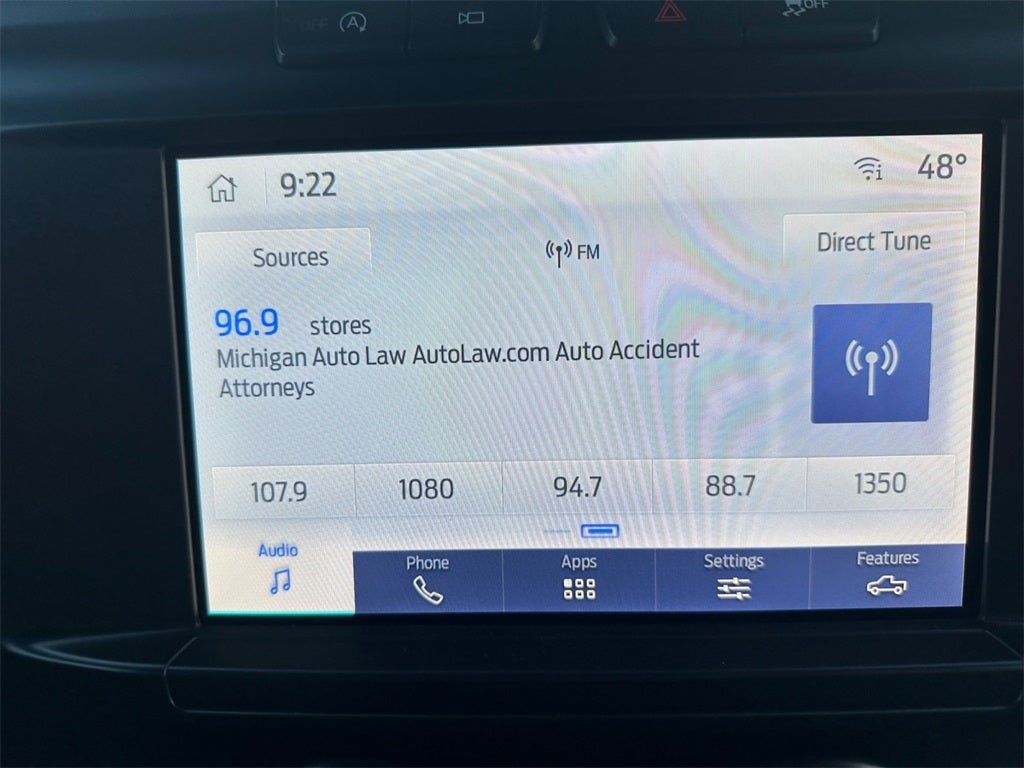 OFF A OFF
9:22 48°
Sources FM Direct Tune
96.9 stores
Michigan Auto Law AutoLaw.com Auto Accident
Attorneys
107.9 1080 94.7 88.7 1350
Audio Phone Apps Settings Features